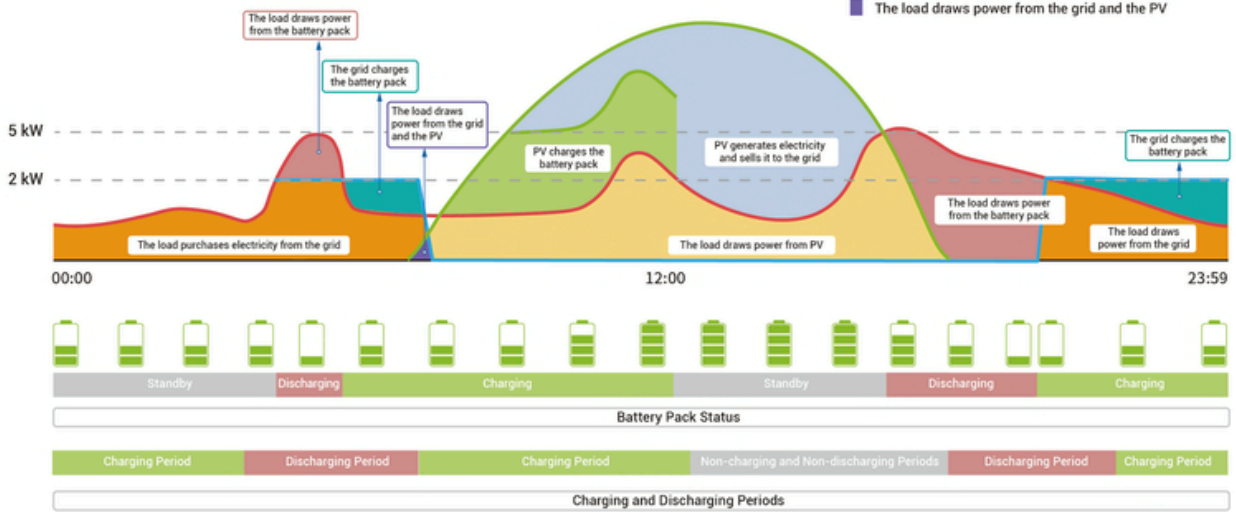 The load draws power from the grid and the PV
The load draws power
from the battery pack
The grid charges
the battery pack
The load draws
power from the grid
and the PV
5 kW
2 kW
PV charges the
battery pack
PV generates electricity
and sells it to the grid
The grid charges the
battery pack
The load draws power
from the battery pack
The load draws
power from the grid
The load purchases electricity from the grid
The load draws power from PV
00:00
12:00
23:59
Standby
Discharging
Charging
Standby
Discharging
Charging
Battery Pack Status
Charging Period
Discharging Period
Charging Period
Non-charging and Non-discharging Periods
Discharging Period
Charging Period
Charging and Discharging Periods